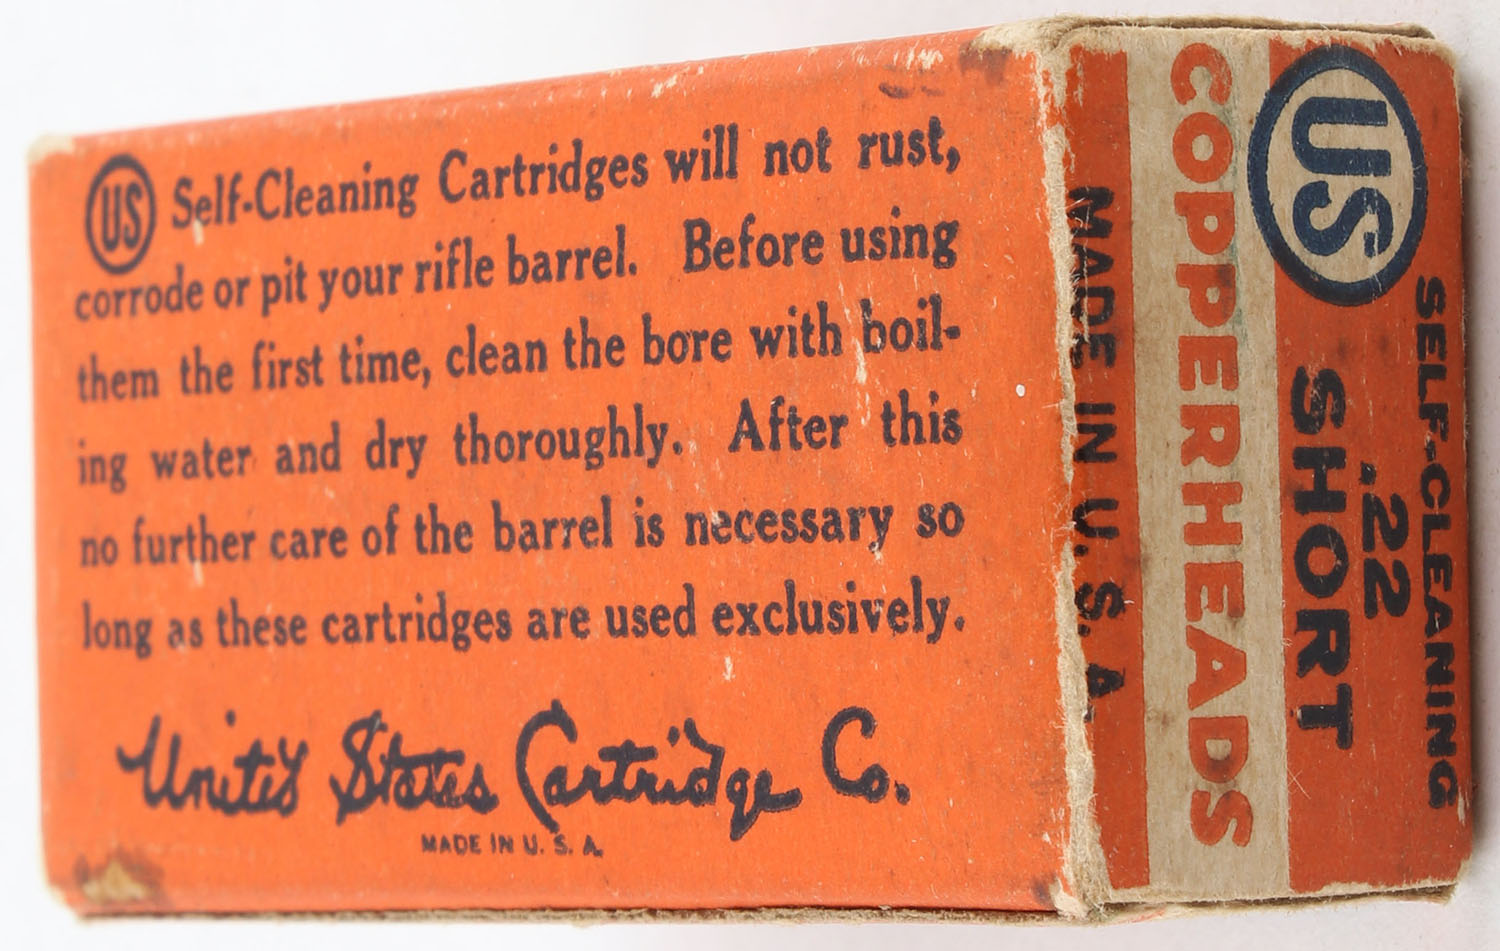 US Self-Cleaning Cartridges will not rust,
corrode or pit your rifle barrel. Before using
them the first time, clean the bore with boil-
ing water and dry thoroughly. After this
no further care of the barrel is necessary so
long as these cartridges are used exclusively.
United States Cartridge Co.
MADE IN U. S. A.
SELF-CLEANING
US
.22
SHORT
COPPERHEADS
MADE IN U. S. A.